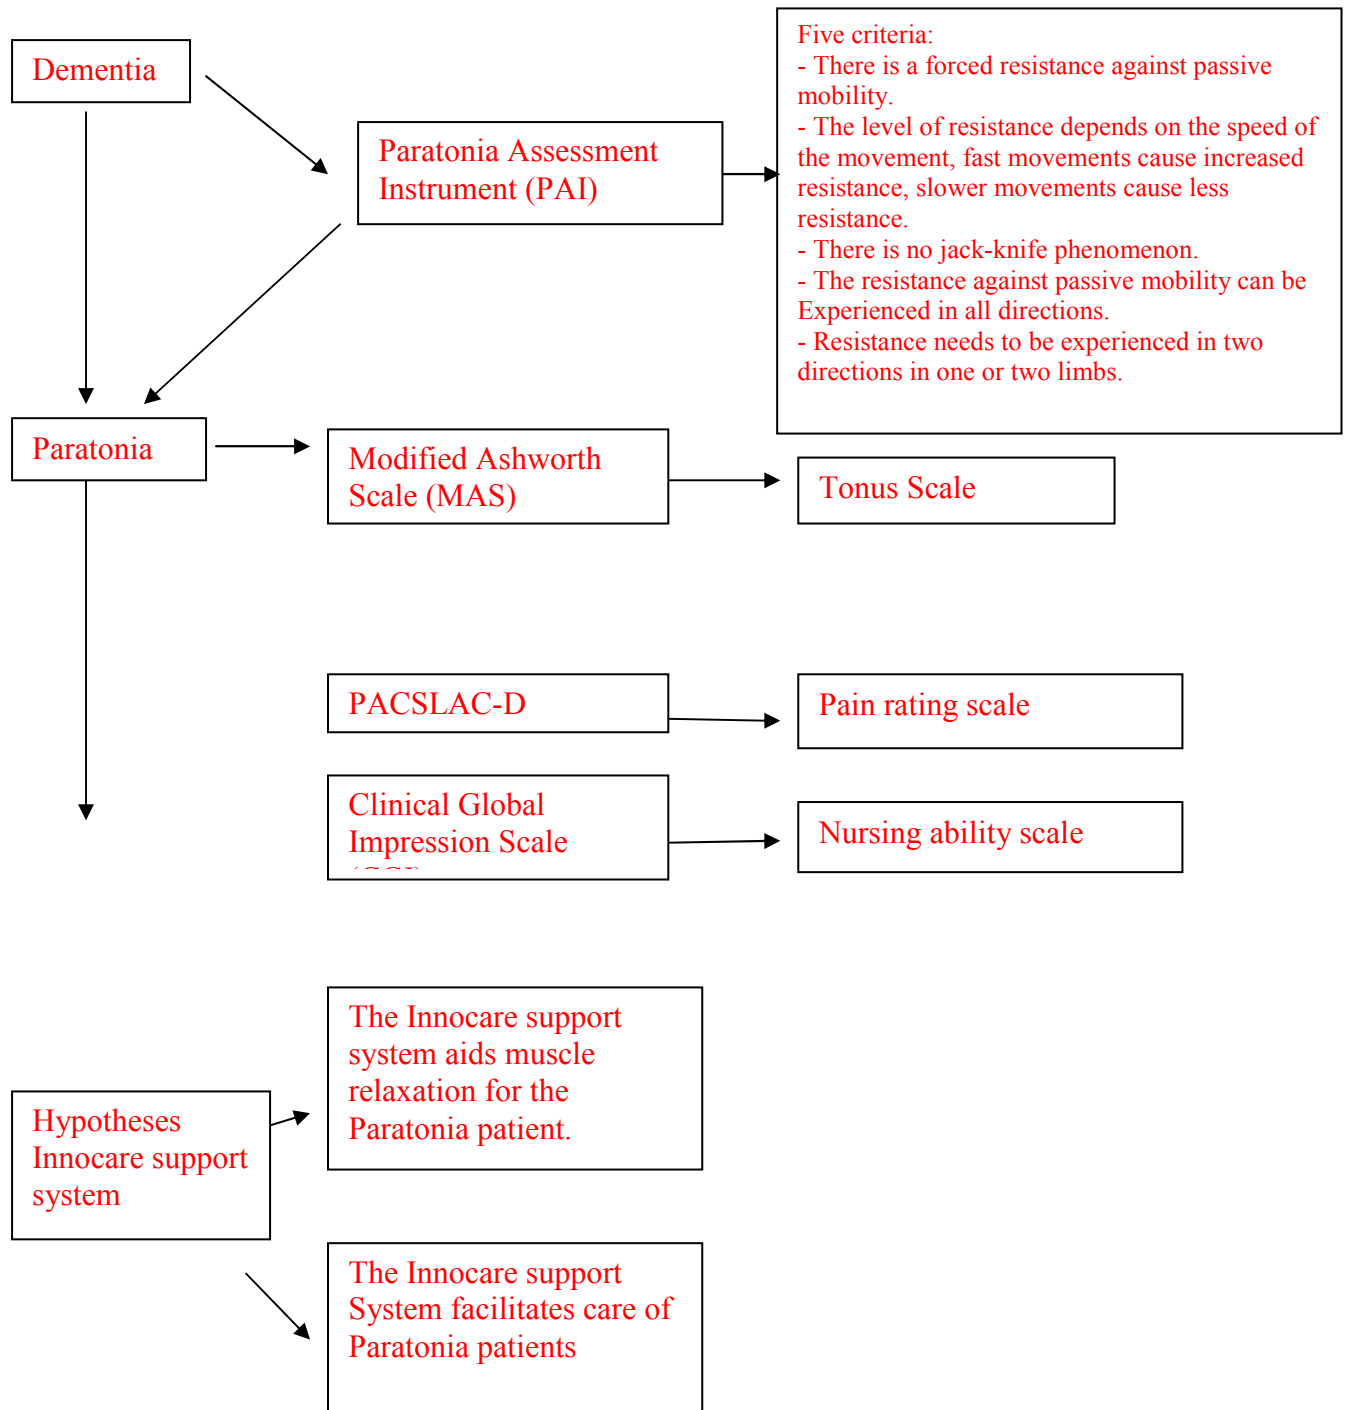 Dementia
Five criteria:
- There is a forced resistance against passive
mobility.
- The level of resistance depends on the speed of
the movement, fast movements cause increased
resistance, slower movements cause less
resistance.
- There is no jack-knife phenomenon.
- The resistance against passive mobility can be
Experienced in all directions.
- Resistance needs to be experienced in two
directions in one or two limbs.
Paratonia Assessment
Instrument (PAI)
Paratonia
Modified Ashworth
Scale (MAS)
Tonus Scale
PACSLAC-D
Pain rating scale
Clinical Global
Impression Scale
Nursing ability scale
The Innocare support
system aids muscle
relaxation for the
Paratonia patient.
Hypotheses
Innocare support
system
The Innocare support
System facilitates care of
Paratonia patients